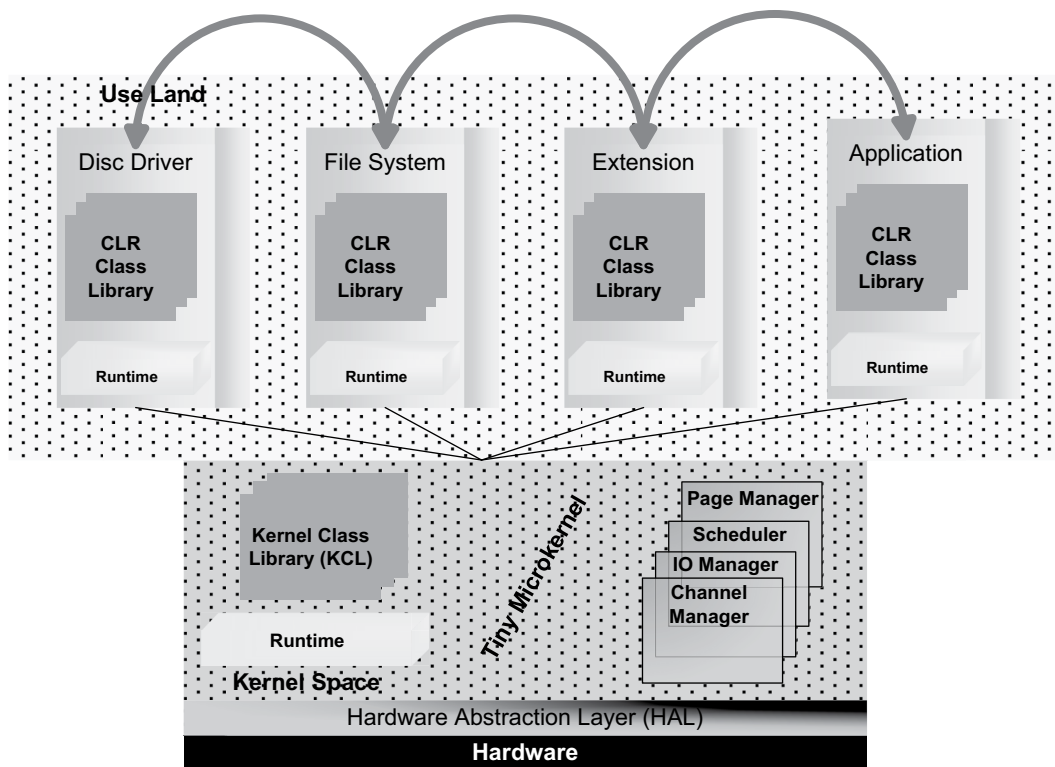 Use Land
Disc Driver
CLR
Class
Library
Runtime
File System
CLR
Class
Library
Runtime
Extension
CLR
Class
Library
Runtime
Application
CLR
Class
Library
Runtime
Kernel Class
Library (KCL)
Runtime
Kernel Space
Tiny Microkernel
Page Manager
Scheduler
IO Manager
Channel
Manager
Hardware Abstraction Layer (HAL)
Hardware